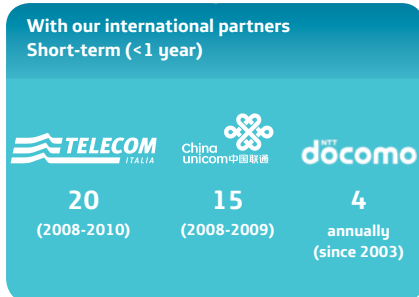 With our international partners
Short-term (<1 year)
TELECOM
ITALIA
China
unicom中国联通
NTT
docomo
20
15
4
(2008-2010)
(2008-2009)
annually
(since 2003)